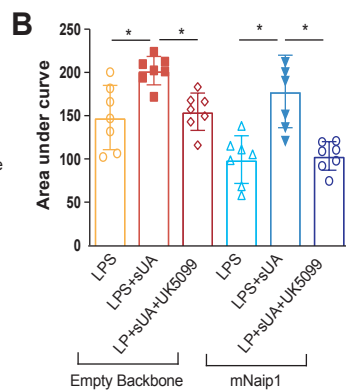 B
* * * *
250
200
150
100
50
0
Area under curve
e
LPS
LPS+sUA
LP+sUA+UK5099
LPS
LPS+sUA
LP+sUA+UK5099
Empty Backbone mNaip1